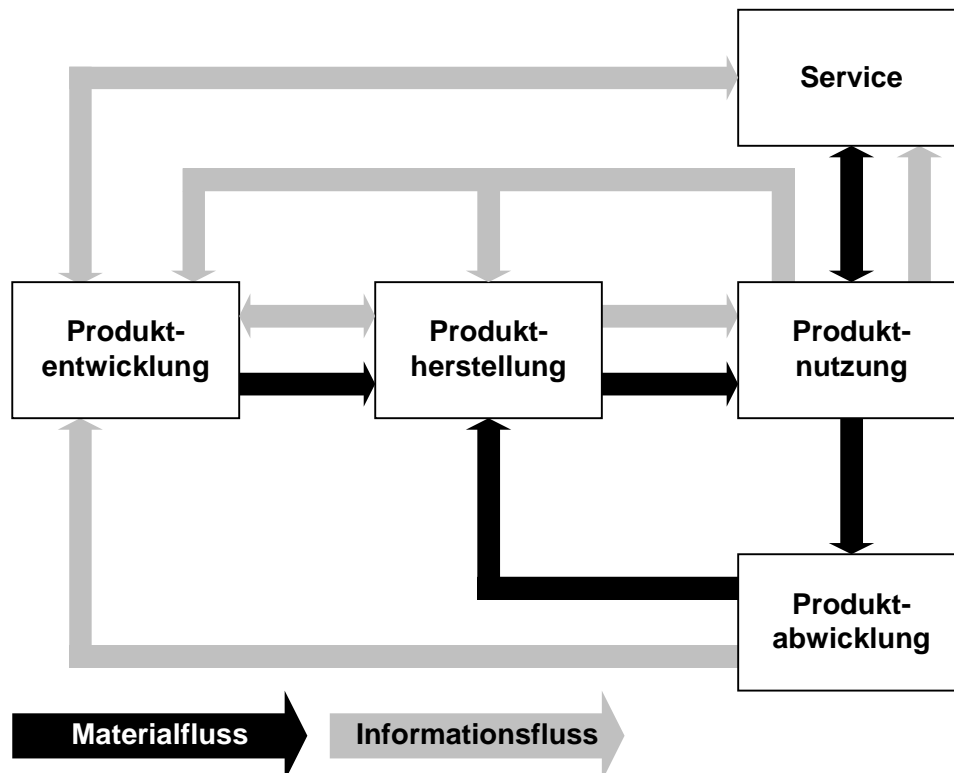 Service
Produkt-
entwicklung
Produkt-
herstellung
Produkt-
nutzung
Produkt-
abwicklung
Materialfluss
Informationsfluss